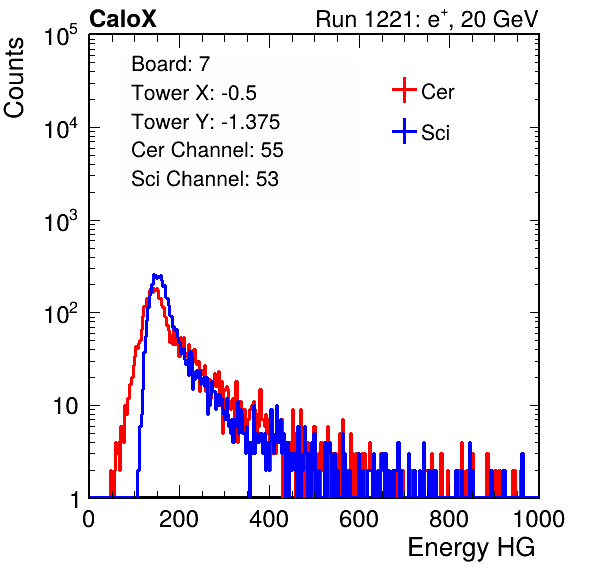 CaloX Run 1221: e⁺, 20 GeV
Counts
Board: 7
Tower X: -0.5
Tower Y: -1.375
Cer Channel: 55
Sci Channel: 53
Cer
Sci
10⁵
10⁴
10³
10²
10
1
0 200 400 600 800 1000
Energy HG